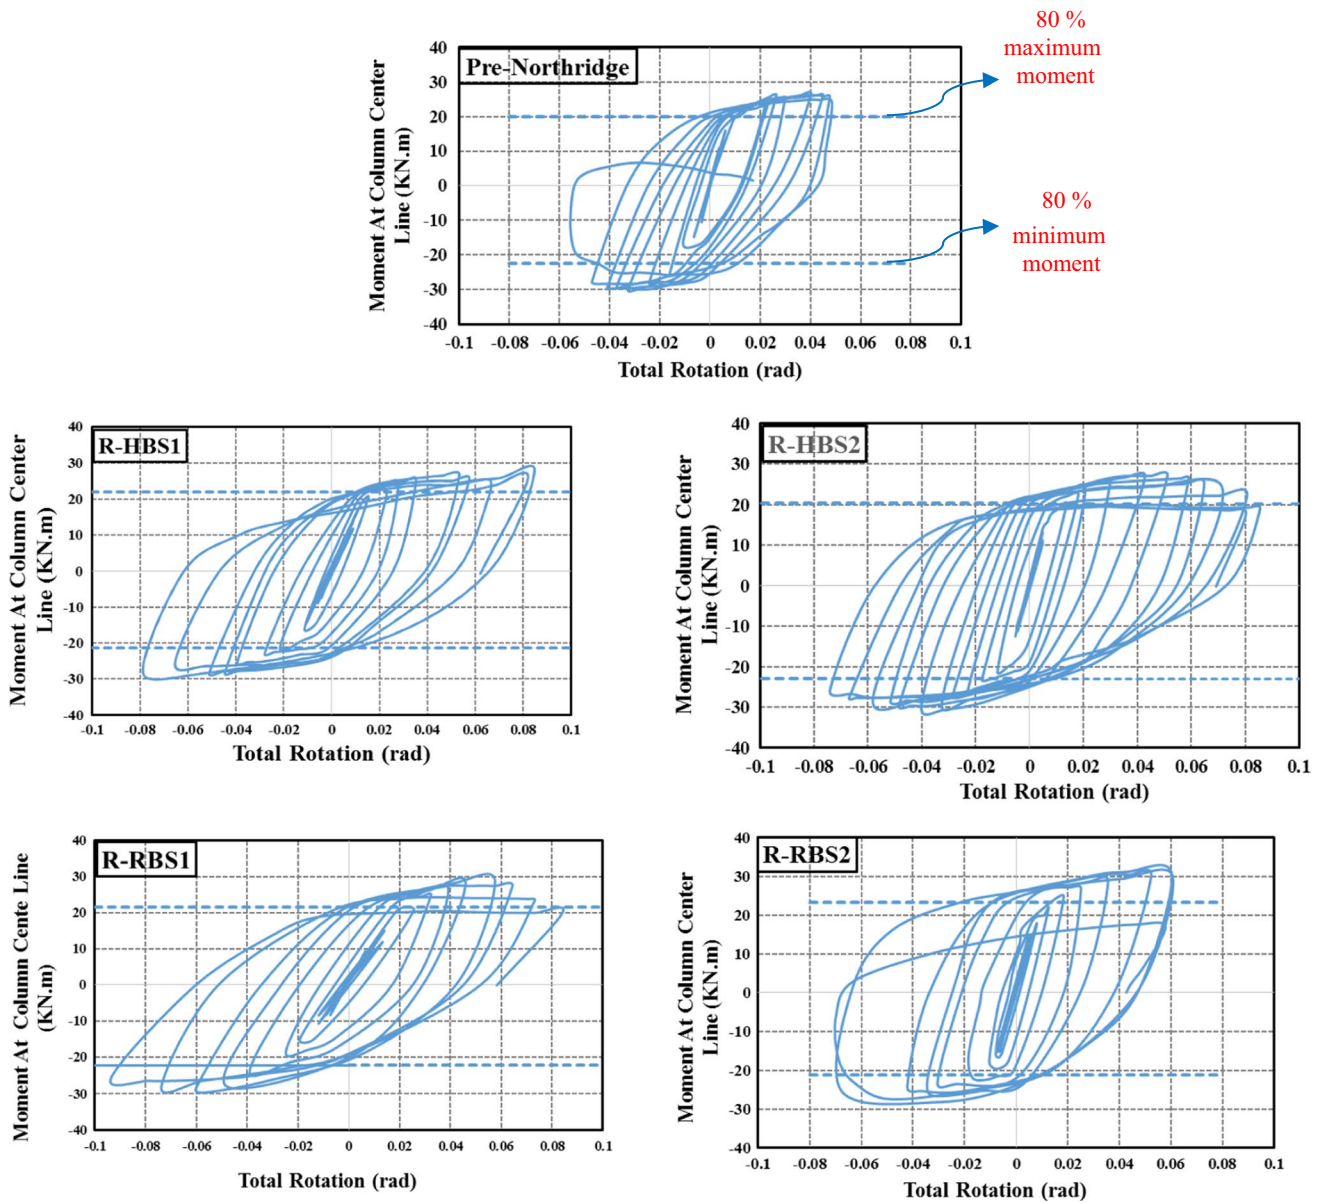 80 %
maximum
moment
Pre-Northridge
40
30
20
10
0
-10
-20
-30
-40
Moment At Column Center
Line (KN.m)
-0.1 -0.08 -0.06 -0.04 -0.02 0 0.02 0.04 0.06 0.08 0.1
Total Rotation (rad)
80 %
minimum
moment
R-HBS1
40
30
20
10
0
-10
-20
-30
-40
Moment At Column Center
Line (KN.m)
-0.1 -0.08 -0.06 -0.04 -0.02 0 0.02 0.04 0.06 0.08 0.1
Total Rotation (rad)
R-HBS2
40
30
20
10
0
-10
-20
-30
-40
Moment At Column Center
Line (KN.m)
-0.1 -0.08 -0.06 -0.04 -0.02 0 0.02 0.04 0.06 0.08 0.1
Total Rotation (rad)
R-RBS1
40
30
20
10
0
-10
-20
-30
-40
Moment At Column Cente Line
(KN.m)
-0.1 -0.08 -0.06 -0.04 -0.02 0 0.02 0.04 0.06 0.08 0.1
Total Rotation (rad)
R-RBS2
40
30
20
10
0
-10
-20
-30
-40
Moment At Column Center
Line (KN.m)
-0.1 -0.08 -0.06 -0.04 -0.02 0 0.02 0.04 0.06 0.08 0.1
Total Rotation (rad)